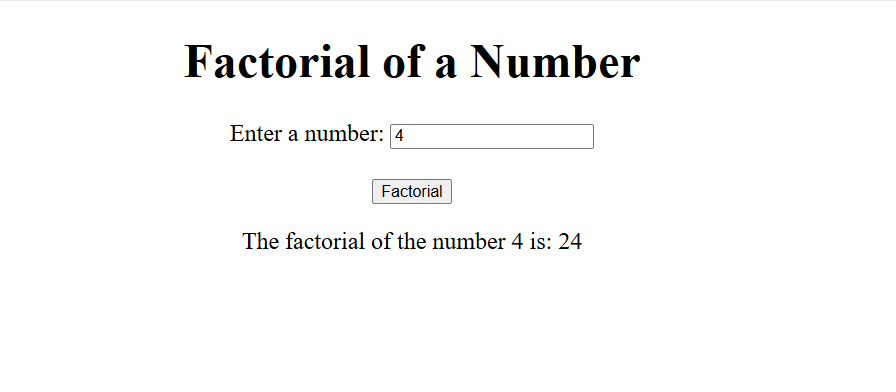 Factorial of a Number
Enter a number: 4
Factorial
The factorial of the number 4 is: 24